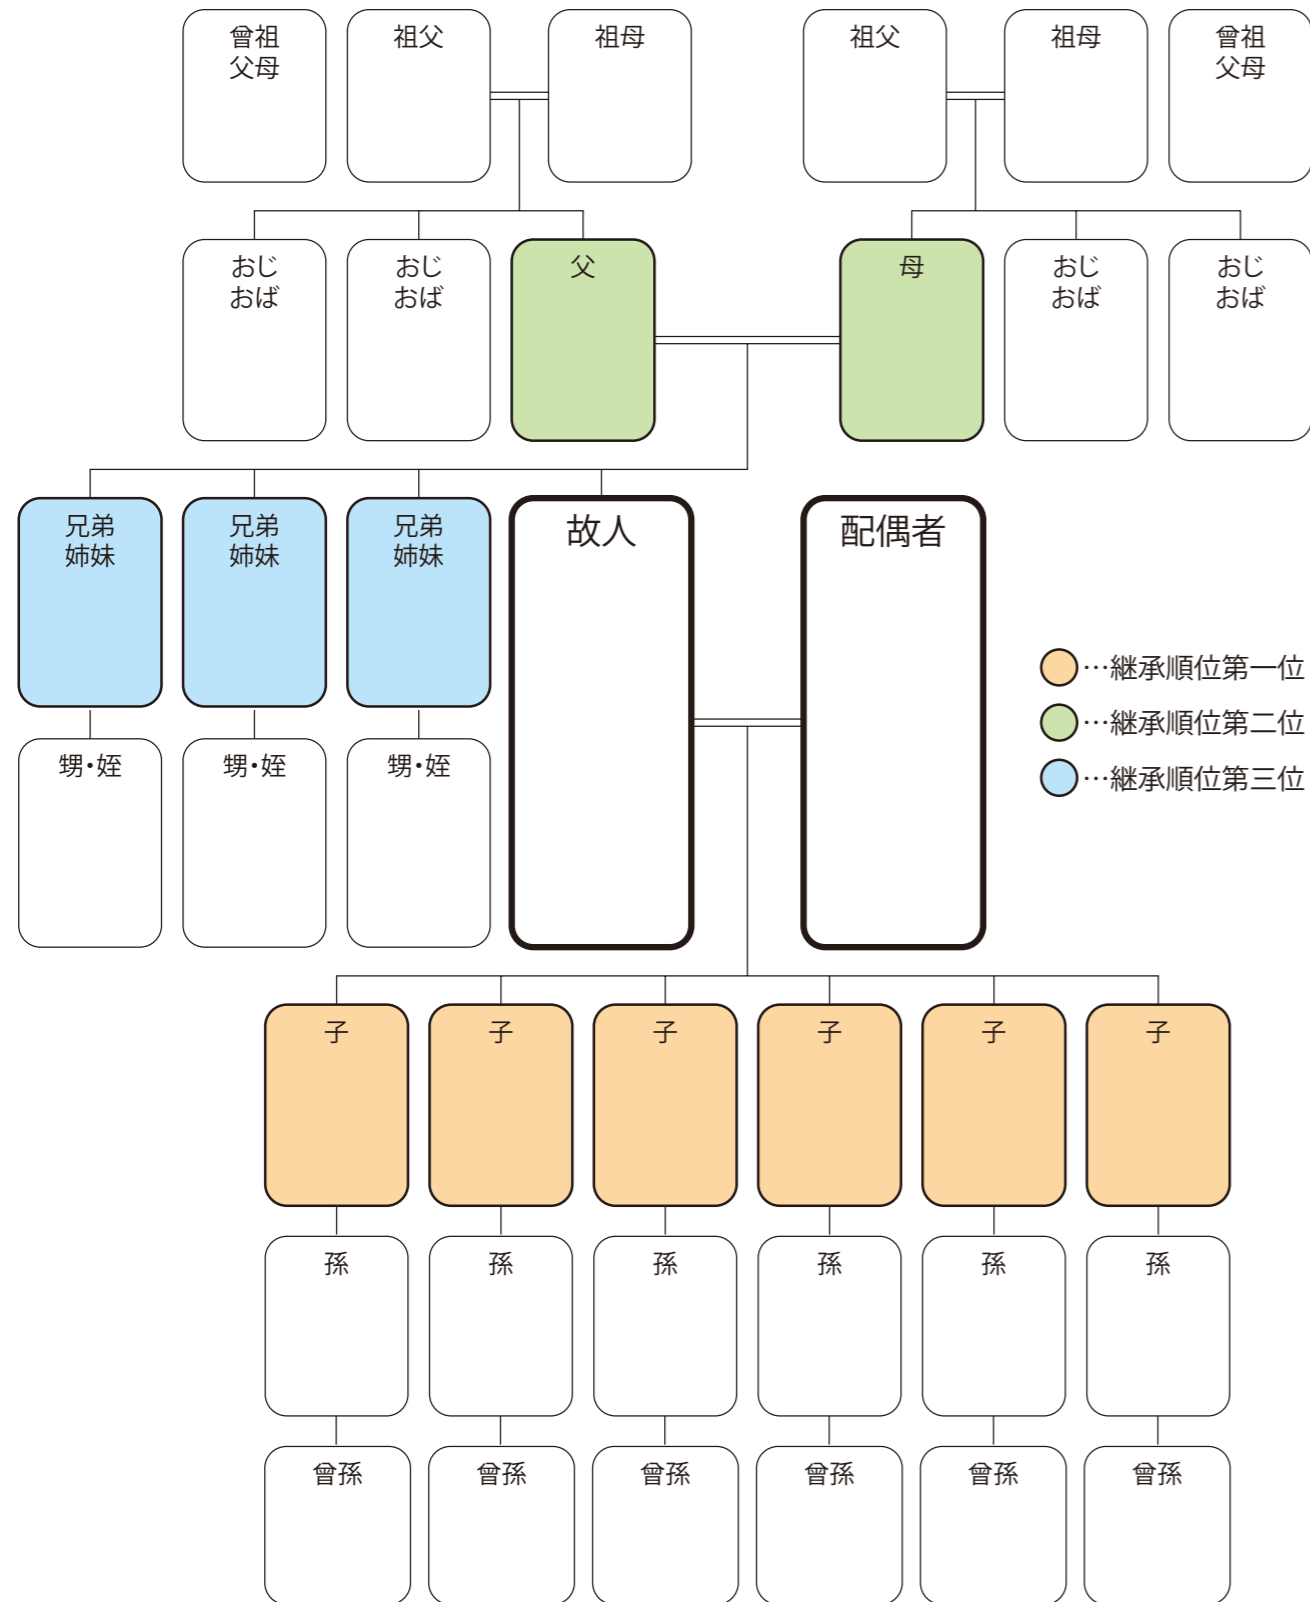 曾祖
父母
祖父
祖母
祖父
祖母
曾祖
父母
おじ
おば
おじ
おば
父
母
おじ
おば
おじ
おば
兄弟
姉妹
兄弟
姉妹
兄弟
姉妹
故人
配偶者
…継承順位第一位
…継承順位第二位
…継承順位第三位
甥・姪
甥・姪
甥・姪
子
子
子
子
子
子
孫
孫
孫
孫
孫
孫
曾孫
曾孫
曾孫
曾孫
曾孫
曾孫